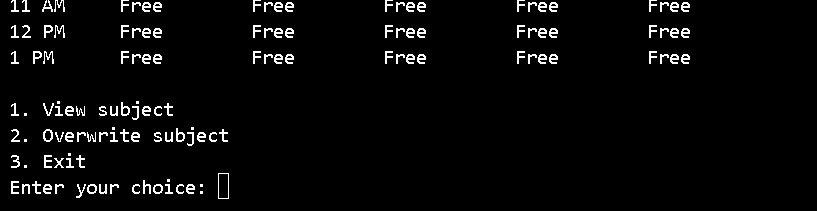 11 AM Free Free Free Free Free
12 PM Free Free Free Free Free
1 PM Free Free Free Free Free
1. View subject
2. Overwrite subject
3. Exit
Enter your choice: